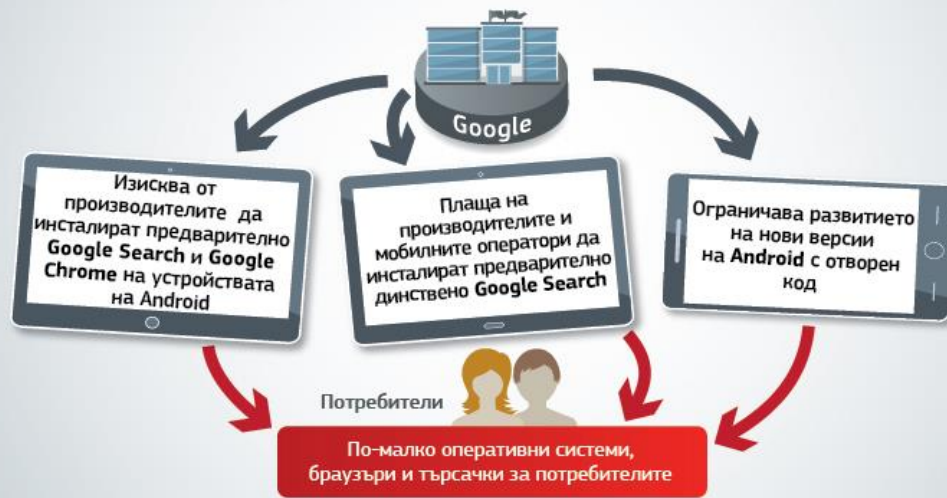 Google
Изисква от
производителите да
инсталират предварително
Google Search и Google
Chrome на устройствата
на Android
Плаща на
производителите и
мобилните оператори да
инсталират предварително
динствено Google Search
Ограничава развитието
на нови версии
на Android с отворен
код
Потребители
По-малко оперативни системи,
браузъри и търсачки за потребителите